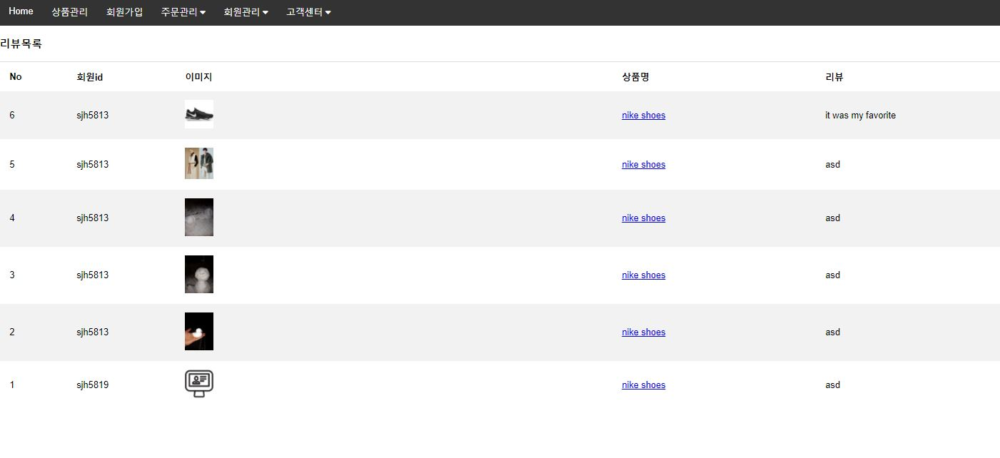 Home 상품관리 회원가입 주문관리 회원관리 고객센터
리뷰목록
No 회원id 이미지 상품명 리뷰
6 sjh5813 nike shoes it was my favorite
5 sjh5813 nike shoes asd
4 sjh5813 nike shoes asd
3 sjh5813 nike shoes asd
2 sjh5813 nike shoes asd
1 sjh5819 nike shoes asd